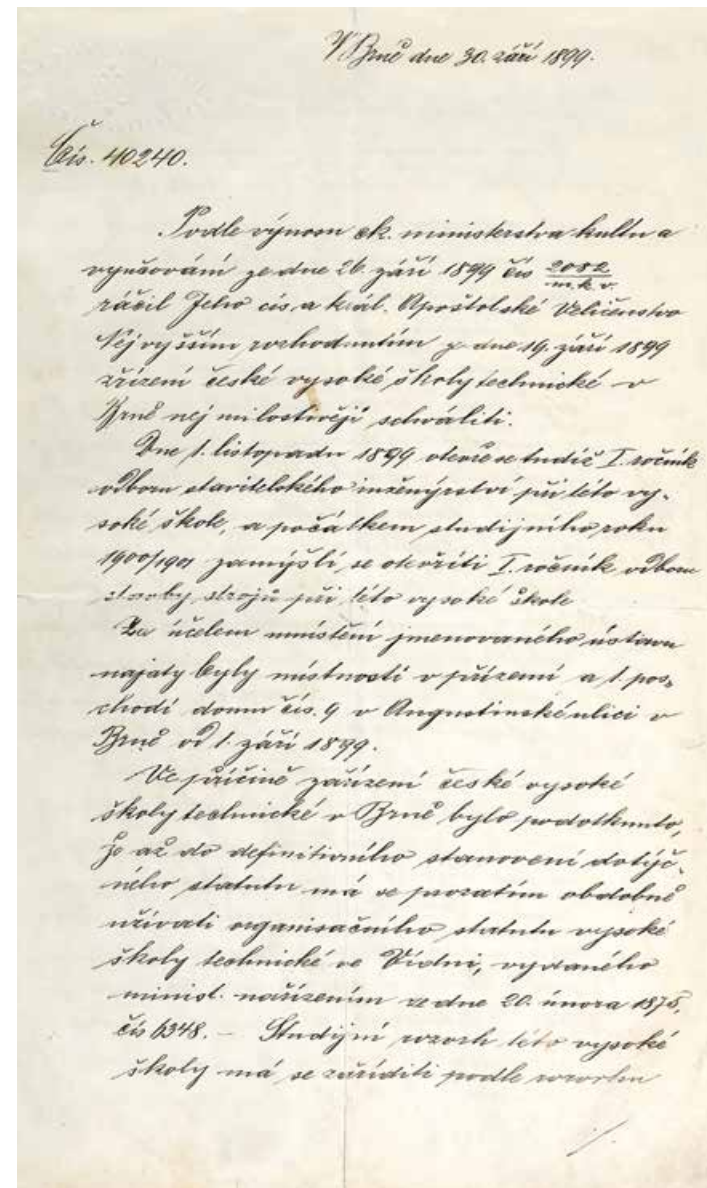 V Brně dne 30. září 1899.
Čís. 40240.
Podle výnosu ck. ministerstva kultu a
vyučování ze dne 26. září 1899 čís 2082/m.k.v.
ráčil Jeho cís. a král. Apoštolské Veličenstvo
Nejvyšším rozhodnutím ze dne 19. září 1899
zřízení české vysoké školy technické v
Brně nejmilostivěji schváliti.
Dne 1. listopadu 1899 otevře se tudíž I. ročník
odboru stavitelského inženýrství při této vy-
soké škole, a počátkem studijního roku
1900/1901 zamýšlí se otevříti I. ročník odboru
stavby strojů při této vysoké škole
Za účelem umístění jmenovaného ústavu
najaty byly místnosti v přízemí a 1. pos-
chodí domu čís. 9 v Augustinské ulici v
Brně od 1. září 1899.
Ve příčině zařízení české vysoké
školy technické v Brně bylo podotknuto,
že až do definitivního stanovení dotyč-
ného statutu má se prozatím obdobně
užívati organisačního statutu vysoké
školy technické ve Vídni, vydaného
minist. nařízením ze dne 20. února 1875,
čís 6348. – Studijní rozvrh této vysoké
školy má se zříditi podle rozvrhu
./.